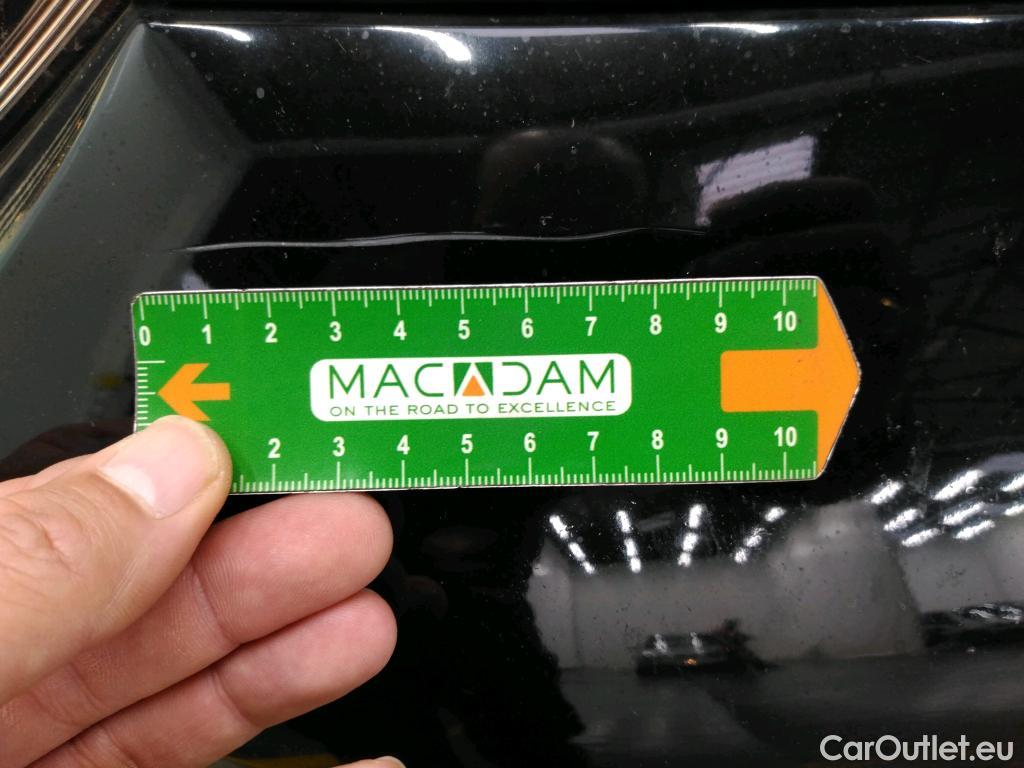 0 1 2 3 4 5 6 7 8 9 10
MACADAM
ON THE ROAD TO EXCELLENCE
2 3 4 5 6 7 8 9 10
CarOutlet.eu